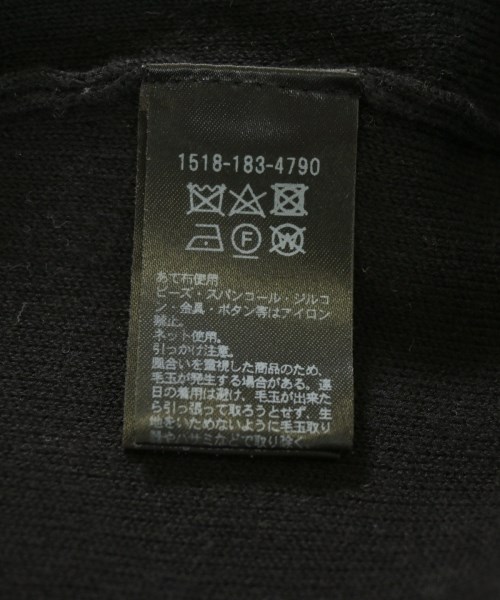 1518-183-4790
F
W
あて布使用
ビーズ・スパンコール・ジルコ
ン・金具・ボタン等はアイロン
禁止。
ネット使用。
引っかけ注意。
風合いを重視した商品のため、
毛玉が発生する場合がある。連
日の着用は避け、毛玉が出来た
ら引っ張って取ろうとせず、生
地をいためないように毛玉取り
器やハサミなどで取り除く。